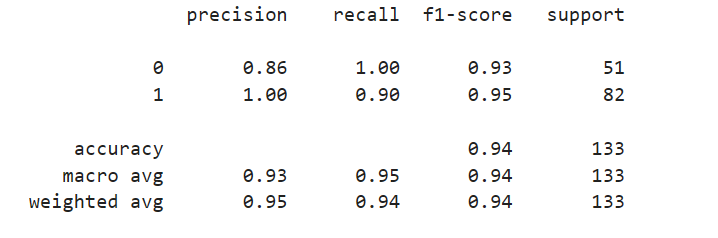 precision recall f1-score support
0 0.86 1.00 0.93 51
1 1.00 0.90 0.95 82
accuracy 0.94 133
macro avg 0.93 0.95 0.94 133
weighted avg 0.95 0.94 0.94 133